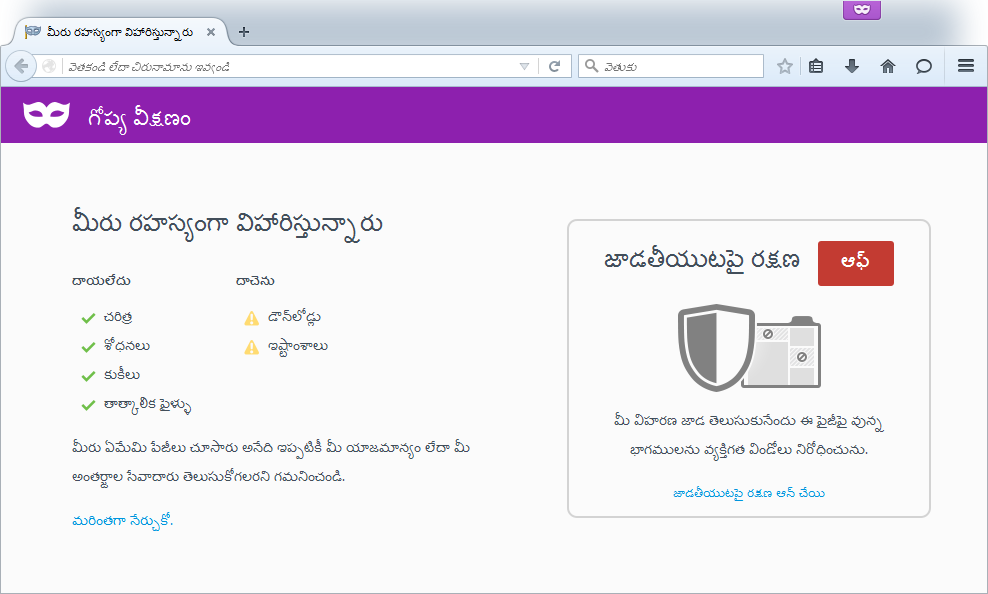 మీరు రహస్యంగా విహరిస్తున్నారు
వెతకండి లేదా చిరునామాను ఇవ్వండి
వెతుకు
గోప్య వీక్షణం
మీరు రహస్యంగా విహరిస్తున్నారు
దాయలేదు
దాచెను
చరిత్ర
డౌన్‌లోడ్లు
శోధనలు
ఇష్టాంశాలు
కుకీలు
తాత్కాలిక ఫైళ్ళు
మీరు ఏమేమి పేజీలు చూసారు అనేది ఇప్పటికీ మీ యాజమాన్యం లేదా మీ
అంతర్జాల సేవాదారు తెలుసుకోగలరని గమనించండి.
మరింతగా నేర్చుకో.
జాడతీయుటపై రక్షణ
ఆఫ్
మీ విహరణ జాడ తెలుసుకునేందు ఈ పైజీపై వున్న
భాగములను వ్యక్తిగత విండోలు నిరోధించును.
జాడతీయుటపై రక్షణ ఆన్ చేయి